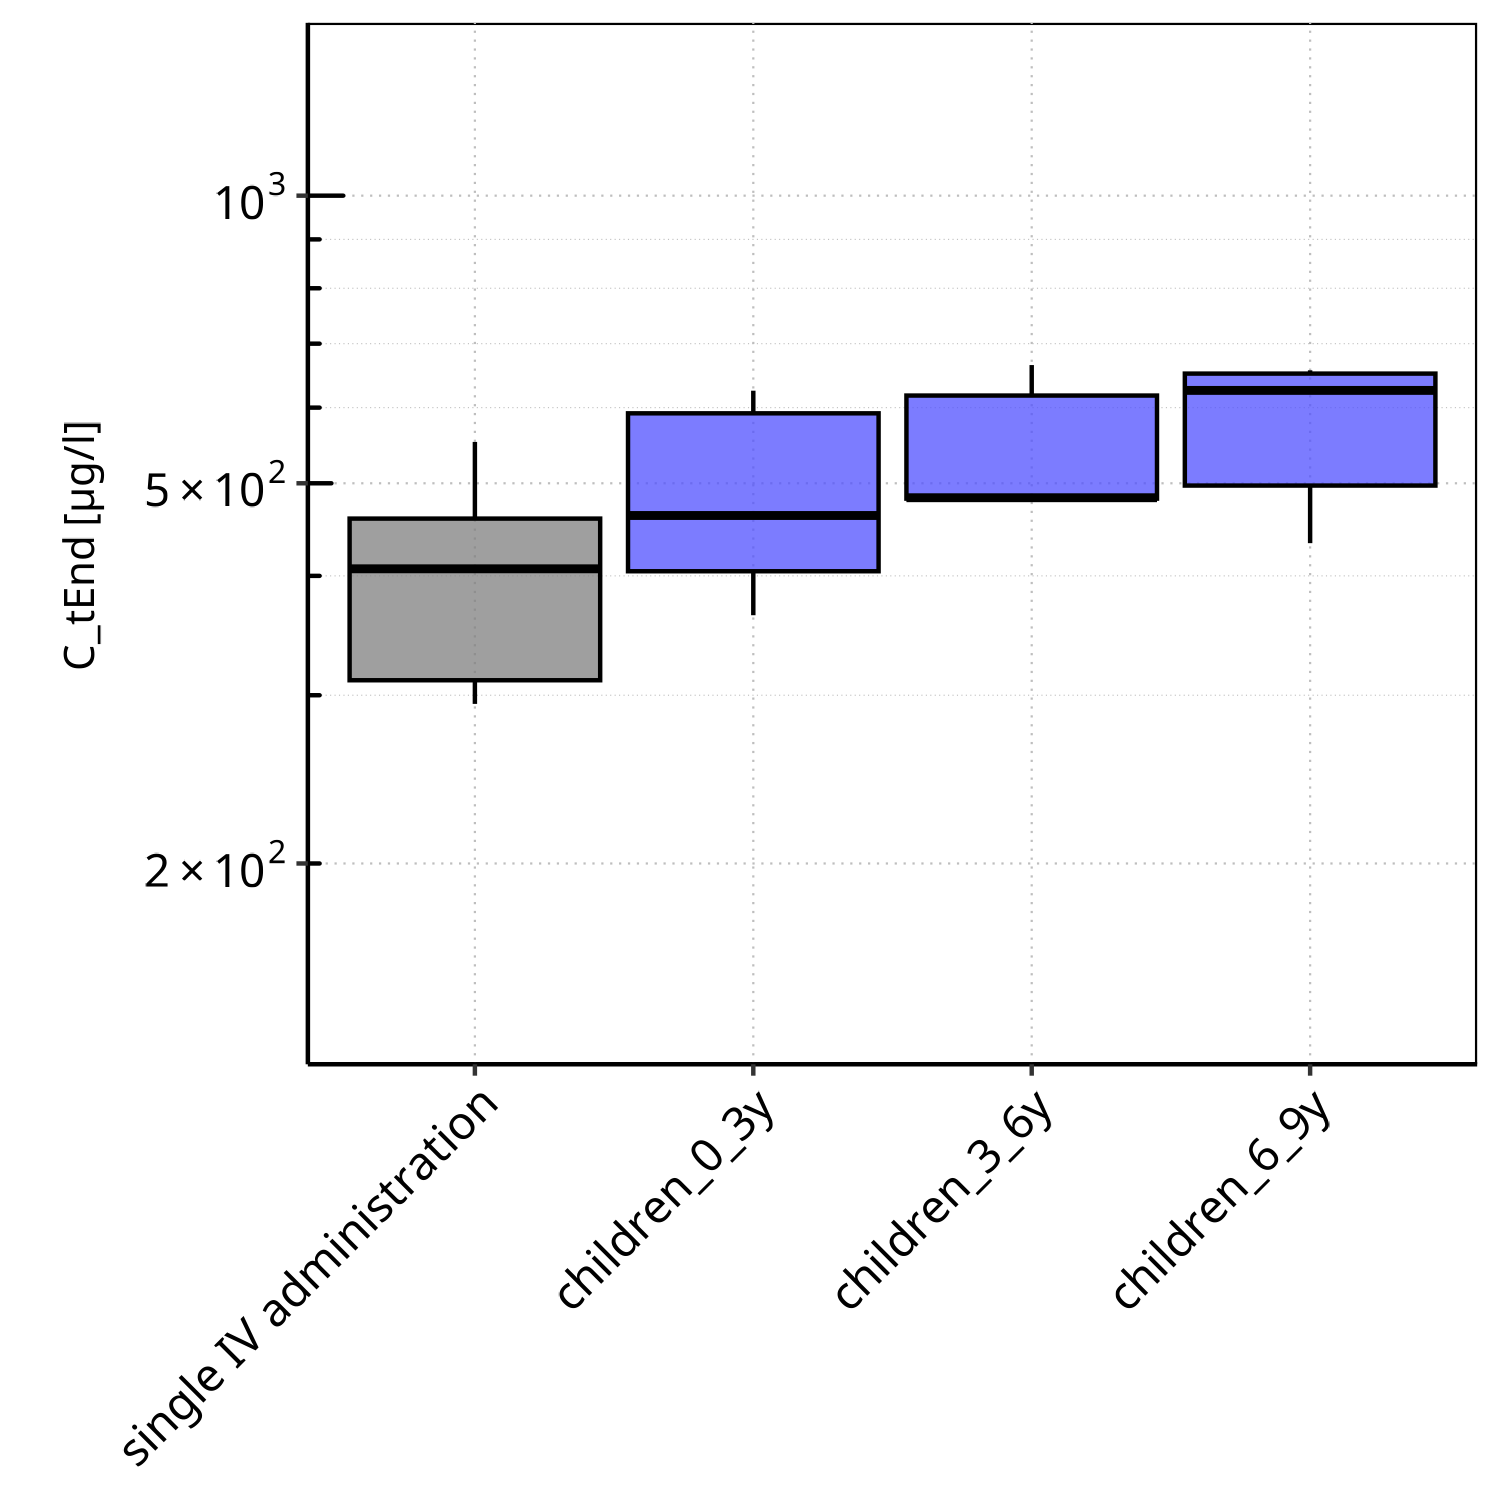 10³
5 × 10²
2 × 10²
C_tEnd [µg/l]
single IV administration
children_0_3y
children_3_6y
children_6_9y